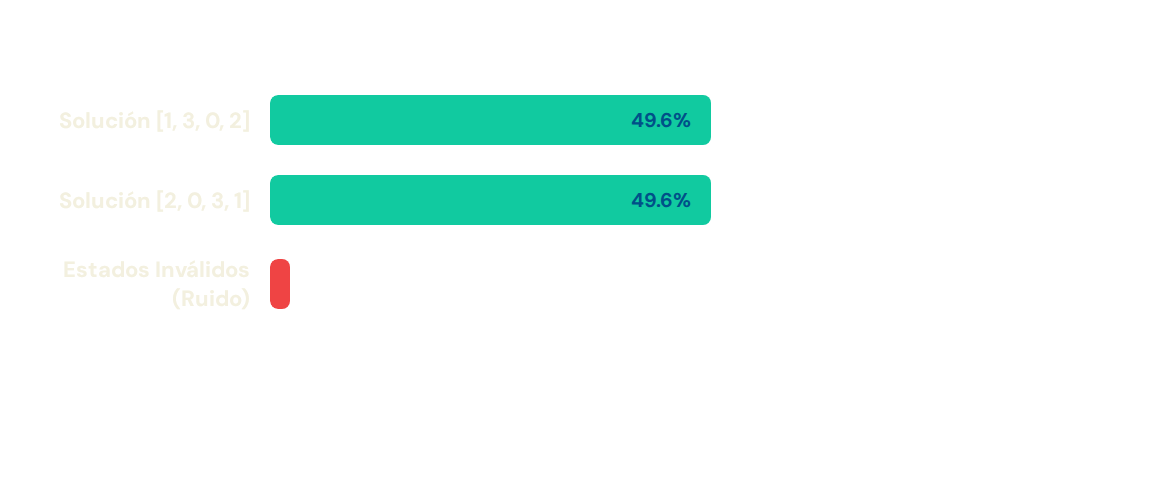 Solución [1, 3, 0, 2]
49.6%
Solución [2, 0, 3, 1]
49.6%
Estados Inválidos
(Ruido)